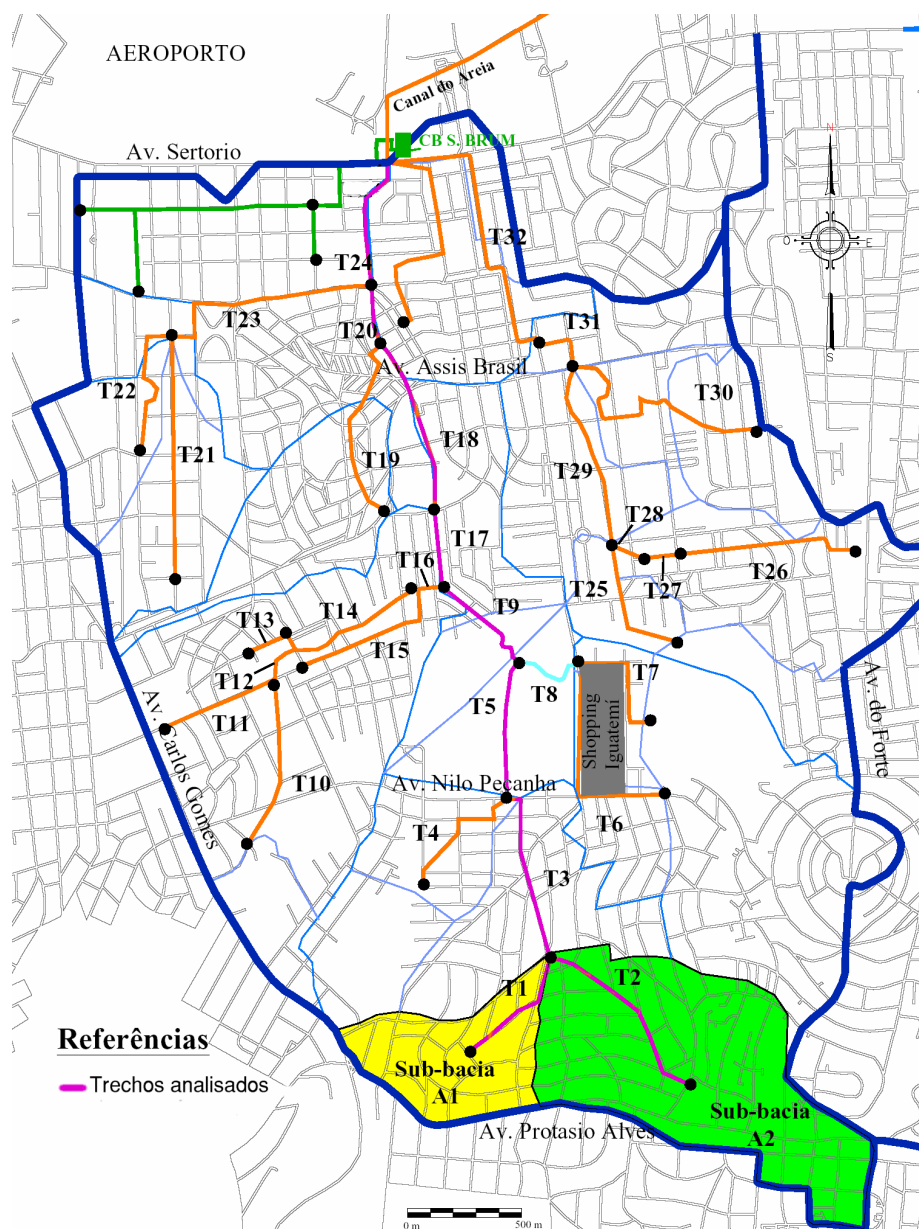 AEROPORTO
Canal do Areia
CB S. BRUM
Av. Sertorio
N
O
E
S
T32
T24
T23
T31
T20
Av. Assis Brasil
T22
T30
T18
T21
T19
T29
T28
T17
T16
T27
T26
T25
T9
T14
T13
T15
T12
T8
T7
T5
T11
Av. Carlos Gomes
Shopping
Iguatemí
Av. do Forte
T10
Av. Nilo Peçanha
T4
T6
T3
T1
T2
Referências
Trechos analisados
Sub-bacia
A1
Sub-bacia
A2
Av. Protasio Alves
0 m
500 m